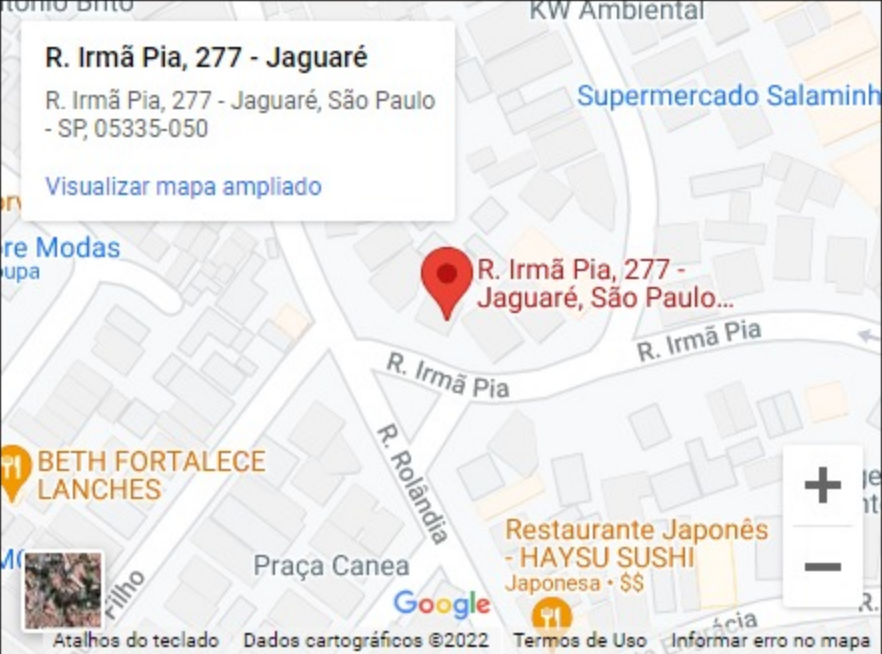 tonio Brito
KW Ambiental
R. Irmã Pia, 277 - Jaguaré
R. Irmã Pia, 277 - Jaguaré, São Paulo
- SP, 05335-050
Visualizar mapa ampliado
Supermercado Salaminh
re Modas
oupa
R. Irmã Pia, 277 -
Jaguaré, São Paulo...
R. Irmã Pia
R. Irmã Pia
R. Rolândia
BETH FORTALECE
LANCHES
Restaurante Japonês
- HAYSU SUSHI
Japonesa • $$
Praça Canea
Filho
Google
Atalhos do teclado
Dados cartográficos ©2022
Termos de Uso
Informar erro no mapa